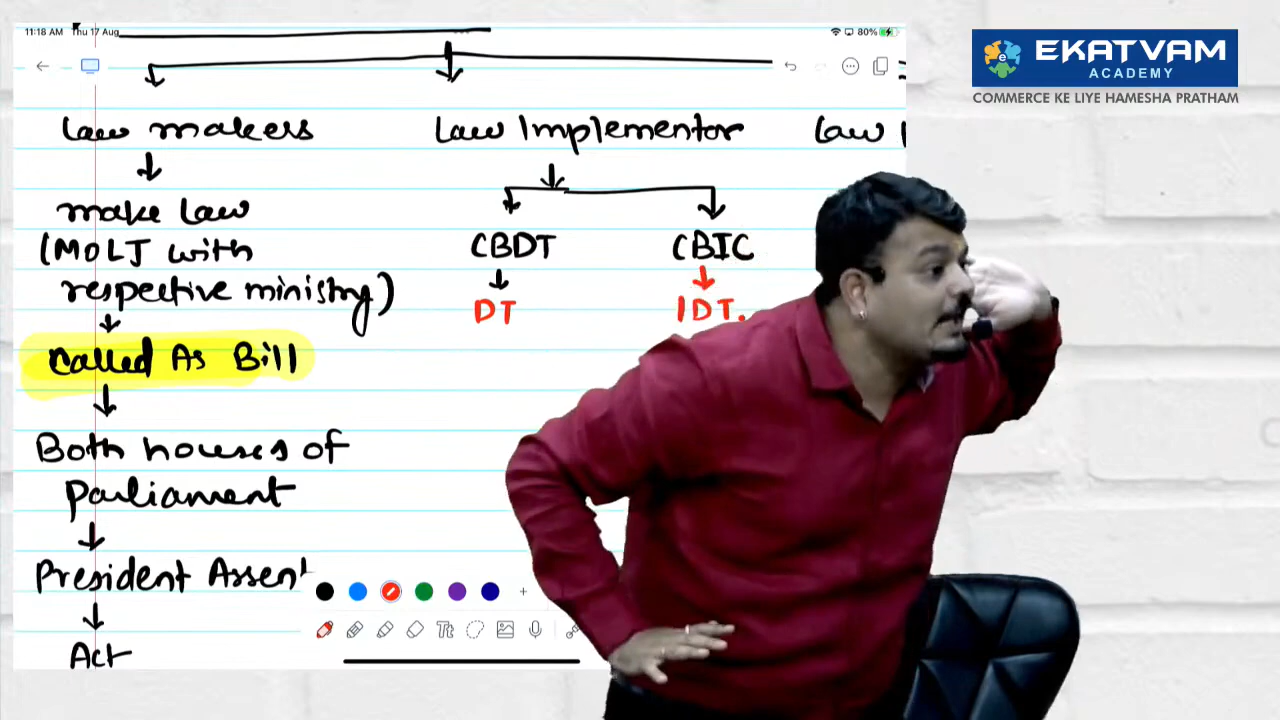 11:18 AM Thu 17 Aug
80%
EKATVAM
ACADEMY
COMMERCE KE LIYE HAMESHA PRATHAM
Law makers
Law Implementor
Law
make Law
(MOLJ with
respective ministry)
CBDT
CBIC
DT
IDT.
Called As Bill
Both houses of
Parliament
President Assent
Act
Tt